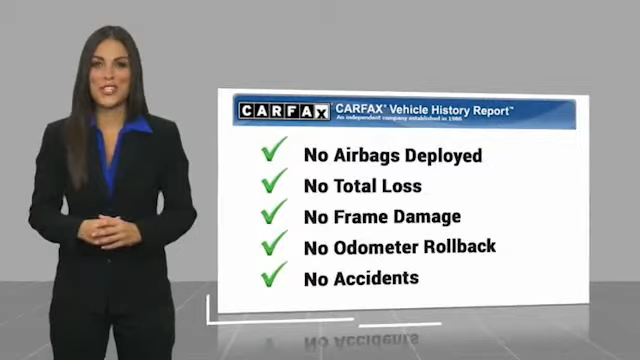 CARFAX CARFAX® Vehicle History Report™
An independent company established in 1986
No Airbags Deployed
No Total Loss
No Frame Damage
No Odometer Rollback
No Accidents